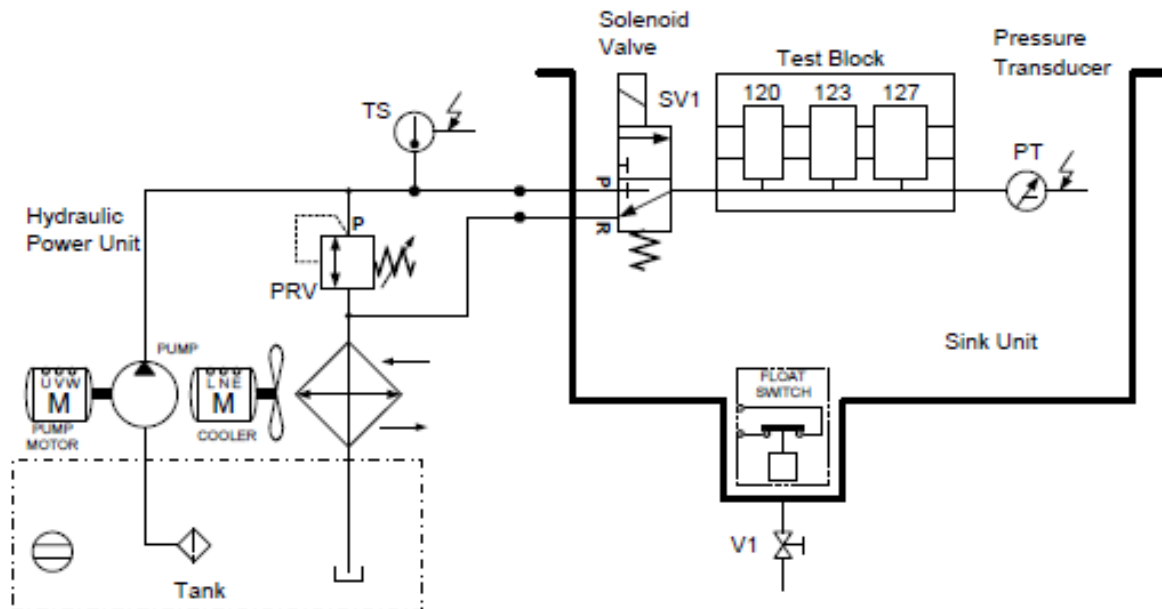 Solenoid
Valve
Test Block
Pressure
Transducer
TS
SV1
120 123 127
PT
P
R
Hydraulic
Power Unit
P
PRV
PUMP
U V W
M
PUMP
MOTOR
L N E
M
COOLER
Sink Unit
FLOAT
SWITCH
V1
Tank